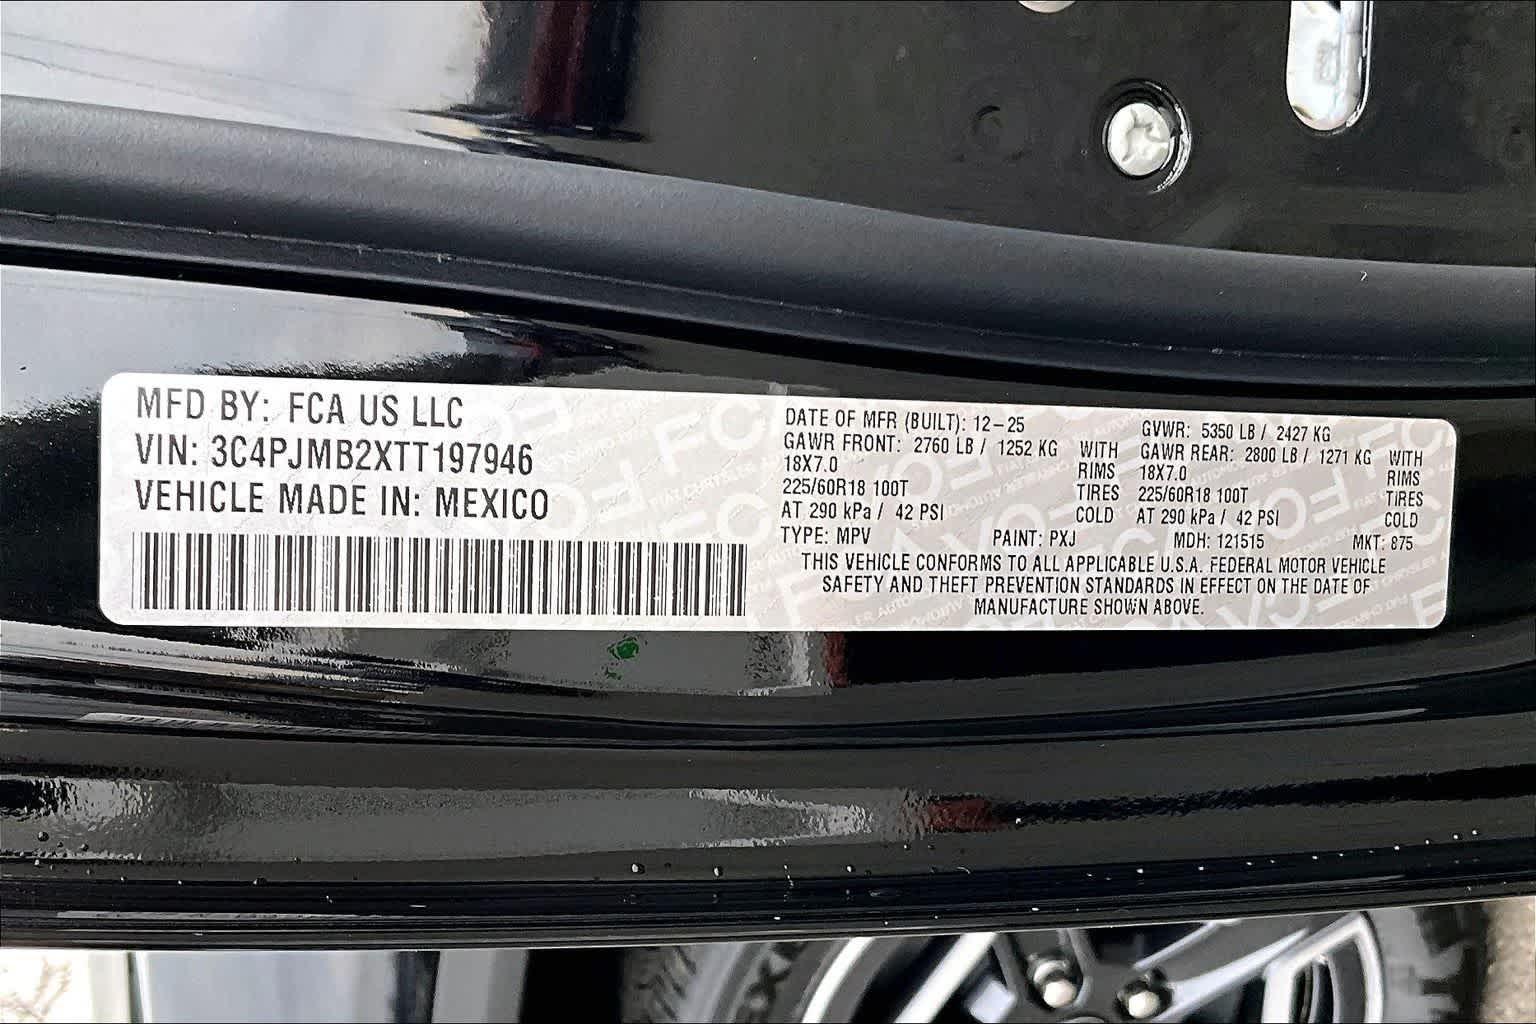 MFD BY: FCA US LLC
VIN: 3C4PJMB2XTT197946
VEHICLE MADE IN: MEXICO
DATE OF MFR (BUILT): 12-25
GAWR FRONT: 2760 LB / 1252 KG WITH
18X7.0 RIMS
225/60R18 100T TIRES
AT 290 kPa / 42 PSI COLD
GVWR: 5350 LB / 2427 KG
GAWR REAR: 2800 LB / 1271 KG WITH
18X7.0 RIMS
225/60R18 100T TIRES
AT 290 kPa / 42 PSI COLD
TYPE: MPV PAINT: PXJ MDH: 121515 MKT: 875
THIS VEHICLE CONFORMS TO ALL APPLICABLE U.S.A. FEDERAL MOTOR VEHICLE
SAFETY AND THEFT PREVENTION STANDARDS IN EFFECT ON THE DATE OF
MANUFACTURE SHOWN ABOVE.